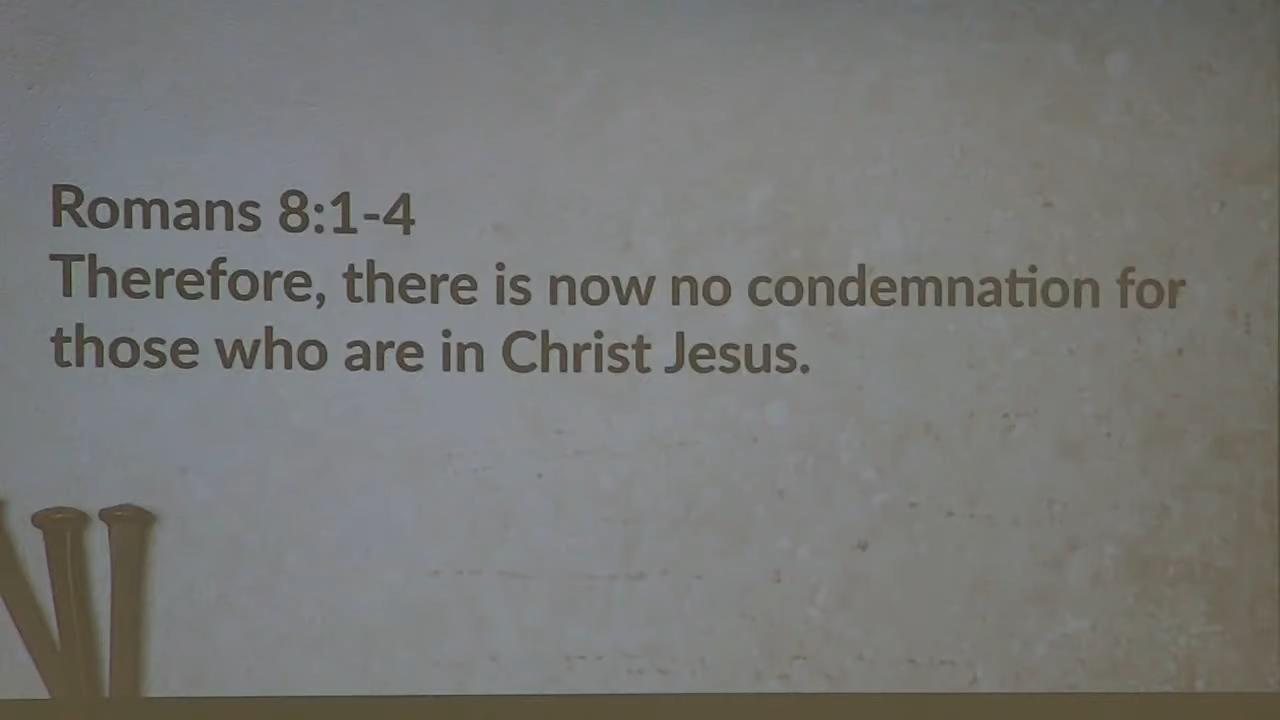 Romans 8:1-4
Therefore, there is now no condemnation for
those who are in Christ Jesus.